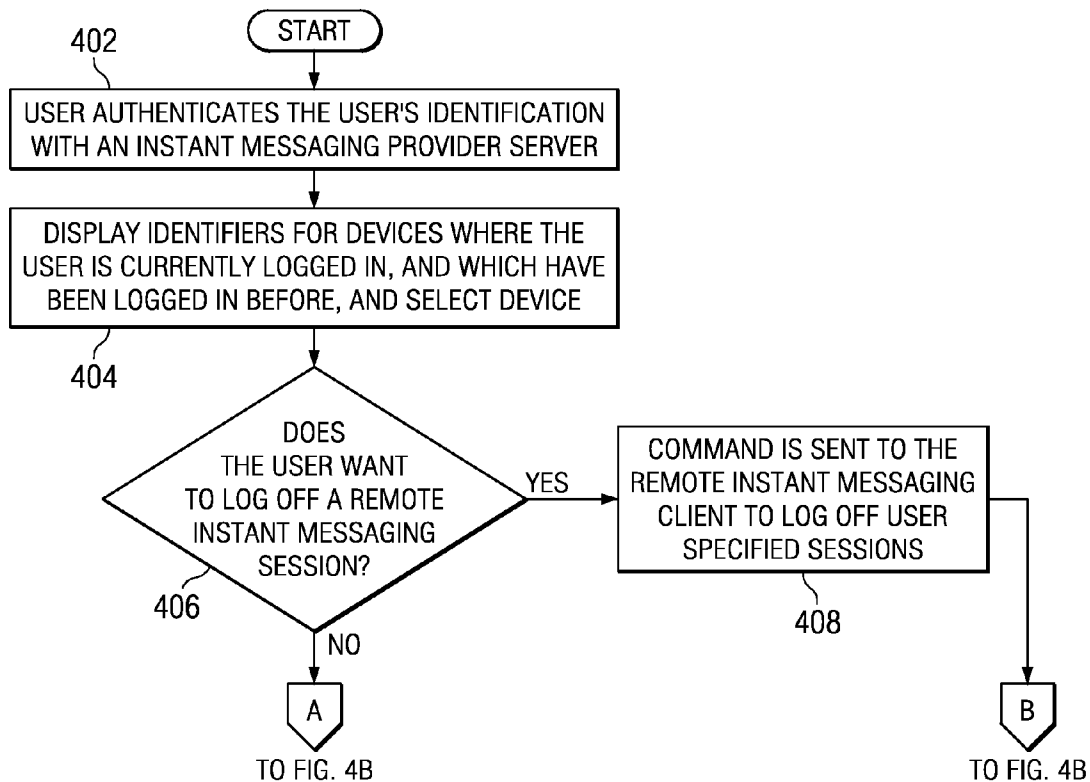 START
402
USER AUTHENTICATES THE USER'S IDENTIFICATION
WITH AN INSTANT MESSAGING PROVIDER SERVER
DISPLAY IDENTIFIERS FOR DEVICES WHERE THE
USER IS CURRENTLY LOGGED IN, AND WHICH HAVE
BEEN LOGGED IN BEFORE, AND SELECT DEVICE
404
DOES
THE USER WANT
TO LOG OFF A REMOTE
INSTANT MESSAGING
SESSION?
406
YES
COMMAND IS SENT TO THE
REMOTE INSTANT MESSAGING
CLIENT TO LOG OFF USER
SPECIFIED SESSIONS
408
NO
A
TO FIG. 4B
B
TO FIG. 4B